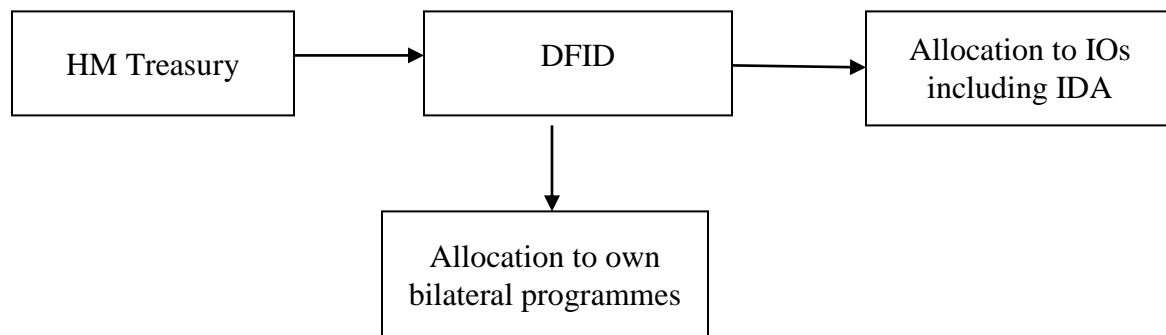 HM Treasury
DFID
Allocation to IOs
including IDA
Allocation to own
bilateral programmes